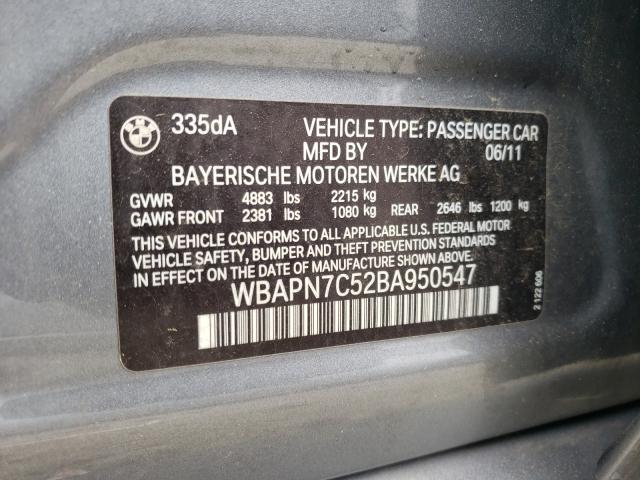 BMW
335dA
VEHICLE TYPE: PASSENGER CAR
MFD BY 06/11
BAYERISCHE MOTOREN WERKE AG
GVWR 4883 lbs 2215 kg
GAWR FRONT 2381 lbs 1080 kg REAR 2646 lbs 1200 kg
THIS VEHICLE CONFORMS TO ALL APPLICABLE U.S. FEDERAL MOTOR
VEHICLE SAFETY, BUMPER AND THEFT PREVENTION STANDARDS
IN EFFECT ON THE DATE OF MANUFACTURE SHOWN ABOVE.
WBAPN7C52BA950547
2 122 606